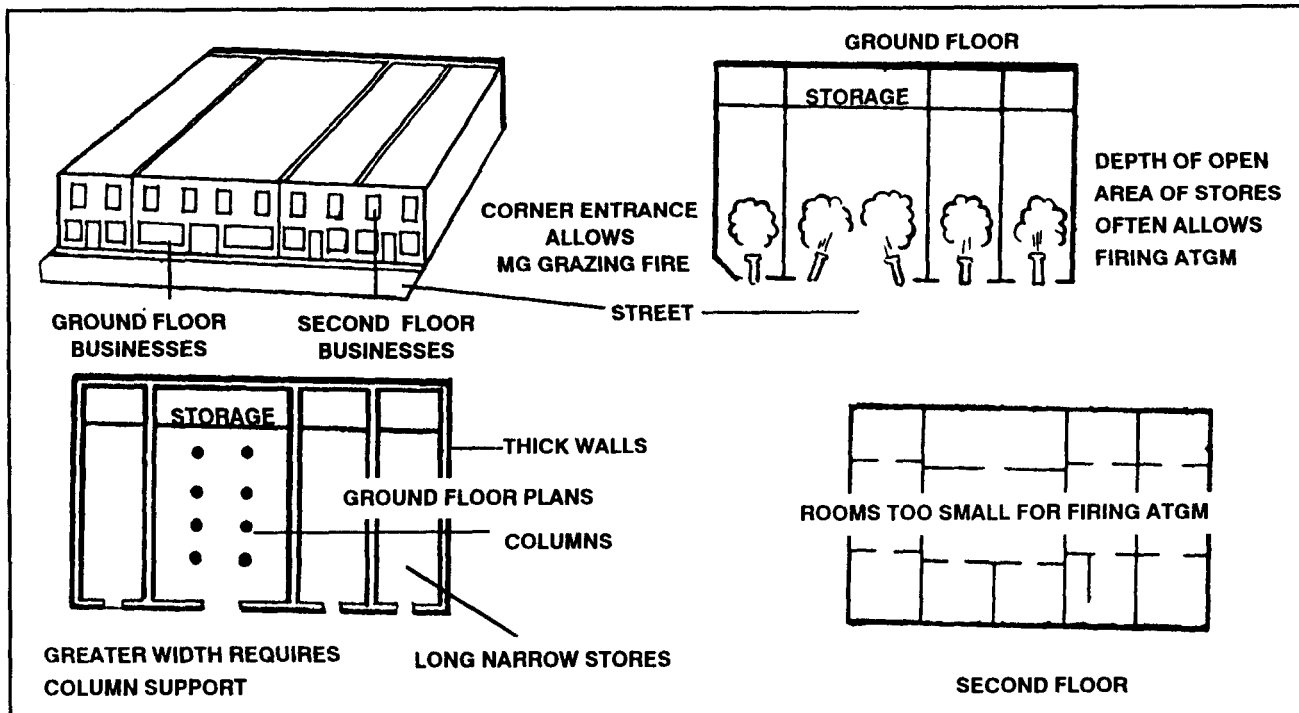 GROUND FLOOR
STORAGE
DEPTH OF OPEN
AREA OF STORES
OFTEN ALLOWS
FIRING ATGM
CORNER ENTRANCE
ALLOWS
MG GRAZING FIRE
STREET
GROUND FLOOR
BUSINESSES
SECOND FLOOR
BUSINESSES
STORAGE
THICK WALLS
GROUND FLOOR PLANS
COLUMNS
GREATER WIDTH REQUIRES
COLUMN SUPPORT
LONG NARROW STORES
ROOMS TOO SMALL FOR FIRING ATGM
SECOND FLOOR